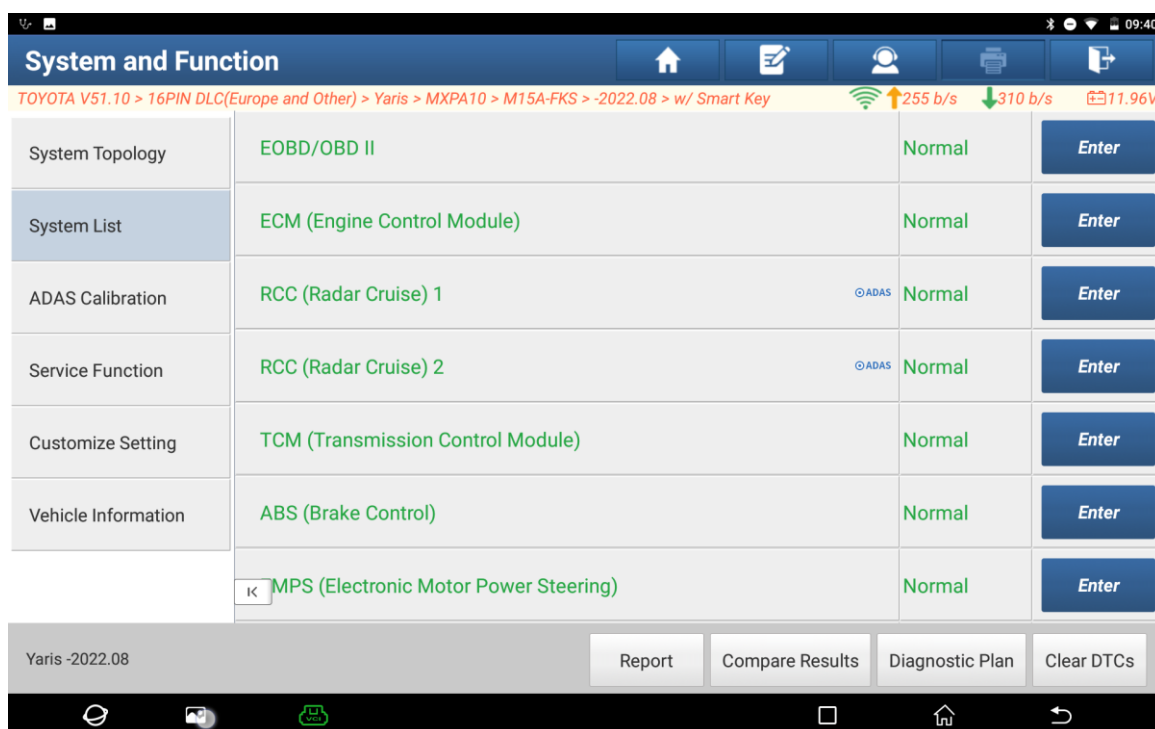 09:40
System and Function
TOYOTA V51.10 > 16PIN DLC(Europe and Other) > Yaris > MXPA10 > M15A-FKS > -2022.08 > w/ Smart Key 255 b/s 310 b/s 11.96V
System Topology
System List
ADAS Calibration
Service Function
Customize Setting
Vehicle Information
EOBD/OBD II Normal Enter
ECM (Engine Control Module) Normal Enter
RCC (Radar Cruise) 1 ADAS Normal Enter
RCC (Radar Cruise) 2 ADAS Normal Enter
TCM (Transmission Control Module) Normal Enter
ABS (Brake Control) Normal Enter
MPS (Electronic Motor Power Steering) Normal Enter
Yaris -2022.08 Report Compare Results Diagnostic Plan Clear DTCs
VCI